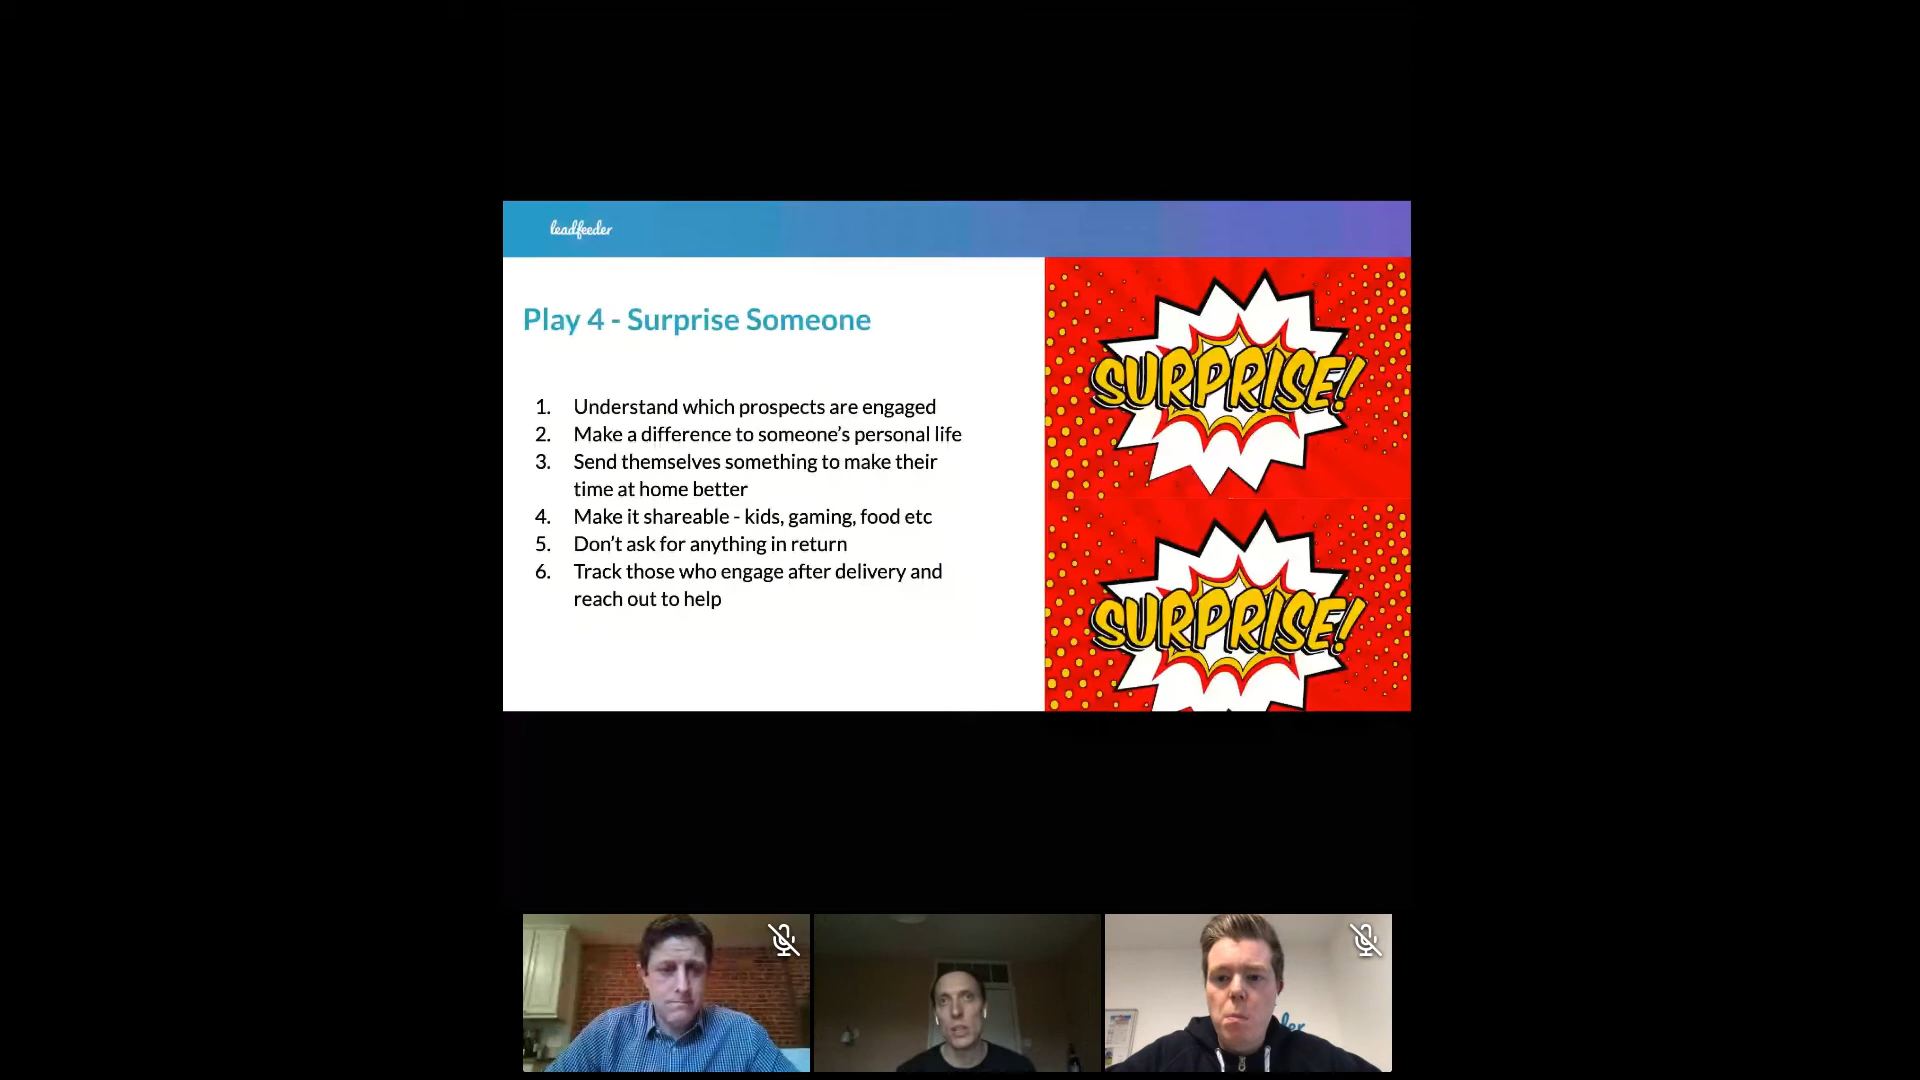 leadfeeder
Play 4 - Surprise Someone
1. Understand which prospects are engaged
2. Make a difference to someone’s personal life
3. Send themselves something to make their
time at home better
4. Make it shareable - kids, gaming, food etc
5. Don’t ask for anything in return
6. Track those who engage after delivery and
reach out to help
SURPRISE!
SURPRISE!